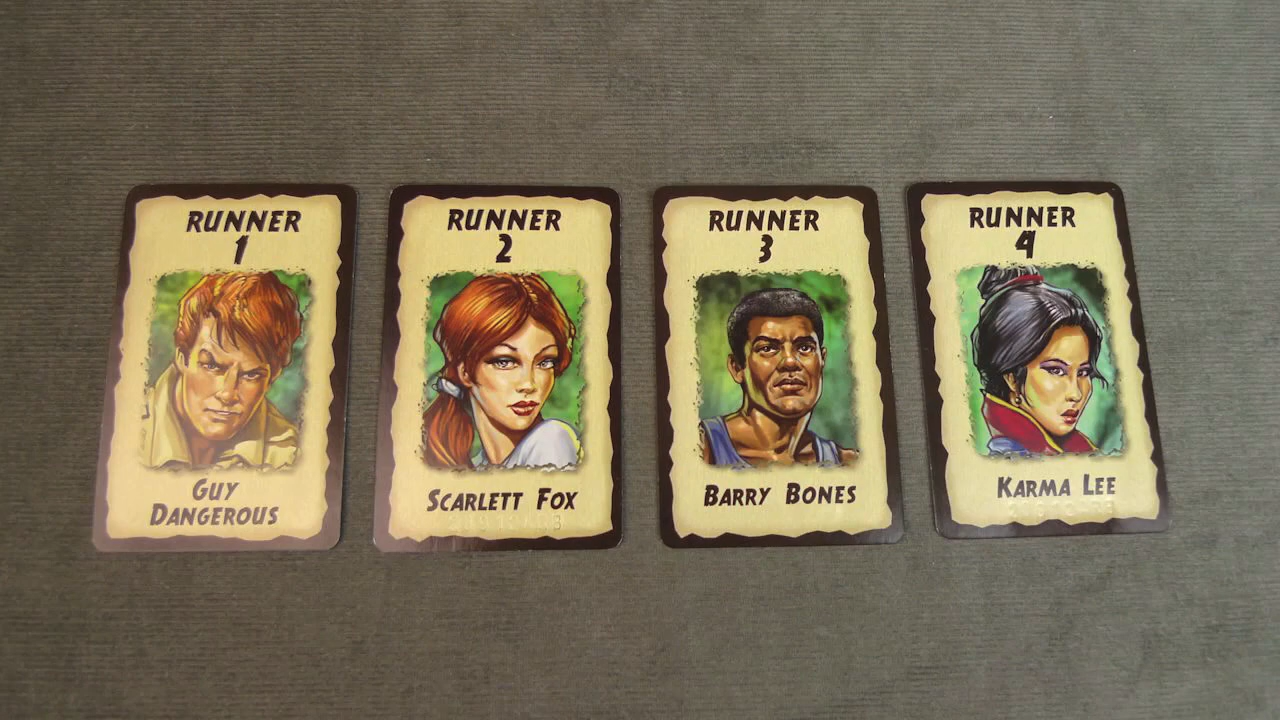 RUNNER
1
GUY
DANGEROUS
RUNNER
2
SCARLETT FOX
RUNNER
3
BARRY BONES
RUNNER
4
KARMA LEE